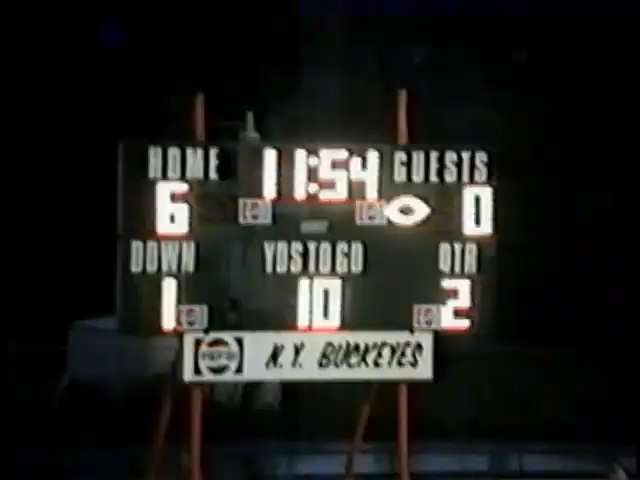 HOME 11:54 GUESTS
6 0
DOWN YDS TO GO QTR
1 10 2
PEPSI K.Y. BUCKEYES